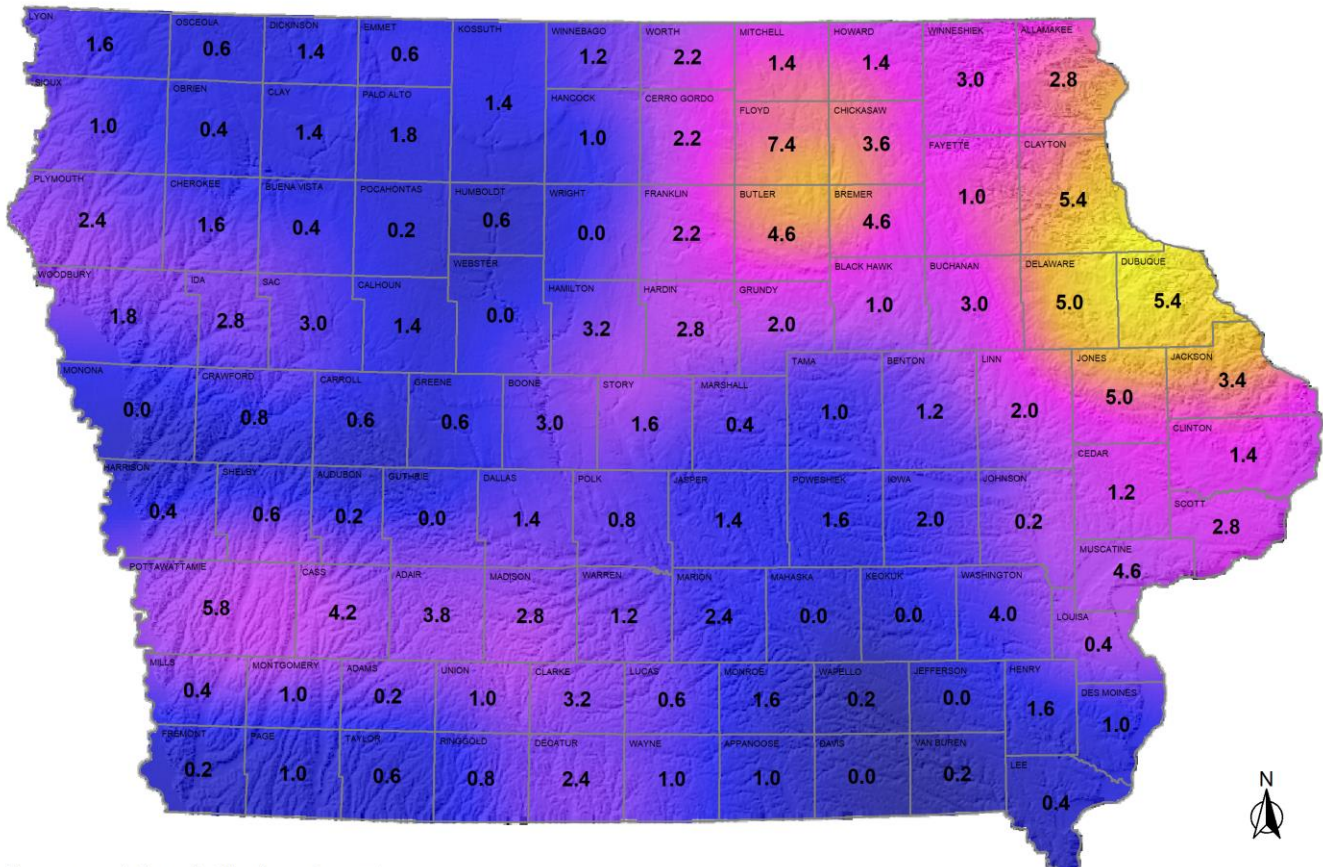 LYON
1.6
OSCEOLA
0.6
DICKINSON
1.4
EMMET
0.6
KOSSUTH
1.4
WINNEBAGO
1.2
WORTH
2.2
MITCHELL
1.4
HOWARD
1.4
WINNESHIEK
3.0
ALLAMAKEE
2.8
SIOUX
1.0
OBRIEN
0.4
CLAY
1.4
PALO ALTO
1.8
HANCOCK
1.0
CERRO GORDO
2.2
FLOYD
7.4
CHICKASAW
3.6
FAYETTE
1.0
CLAYTON
5.4
PLYMOUTH
2.4
CHEROKEE
1.6
BUENA VISTA
0.4
POCAHONTAS
0.2
HUMBOLDT
0.6
WRIGHT
0.0
FRANKLIN
2.2
BUTLER
4.6
BREMER
4.6
WOODBURY
1.8
IDA
2.8
SAC
3.0
CALHOUN
1.4
WEBSTER
0.0
HAMILTON
3.2
HARDIN
2.8
GRUNDY
2.0
BLACK HAWK
1.0
BUCHANAN
3.0
DELAWARE
5.0
DUBUQUE
5.4
MONONA
0.0
CRAWFORD
0.8
CARROLL
0.6
GREENE
0.6
BOONE
3.0
STORY
1.6
MARSHALL
0.4
TAMA
1.0
BENTON
1.2
LINN
2.0
JONES
5.0
JACKSON
3.4
CLINTON
1.4
CEDAR
1.2
HARRISON
0.4
SHELBY
0.6
AUDUBON
0.2
GUTHRIE
0.0
DALLAS
1.4
POLK
0.8
JASPER
1.4
POWESHIEK
1.6
IOWA
2.0
JOHNSON
0.2
SCOTT
2.8
MUSCATINE
4.6
POTTAWATTAMIE
5.8
CASS
4.2
ADAIR
3.8
MADISON
2.8
WARREN
1.2
MARION
2.4
MAHASKA
0.0
KEOKUK
0.0
WASHINGTON
4.0
LOUISA
0.4
MILLS
0.4
MONTGOMERY
1.0
ADAMS
0.2
UNION
1.0
CLARKE
3.2
LUCAS
0.6
MONROE
1.6
WAPELLO
0.2
JEFFERSON
0.0
HENRY
1.6
DES MOINES
1.0
FREMONT
0.2
PAGE
1.0
TAYLOR
0.6
RINGGOLD
0.8
DECATUR
2.4
WAYNE
1.0
APPANOOSE
1.0
DAVIS
0.0
VAN BUREN
0.2
LEE
0.4
N